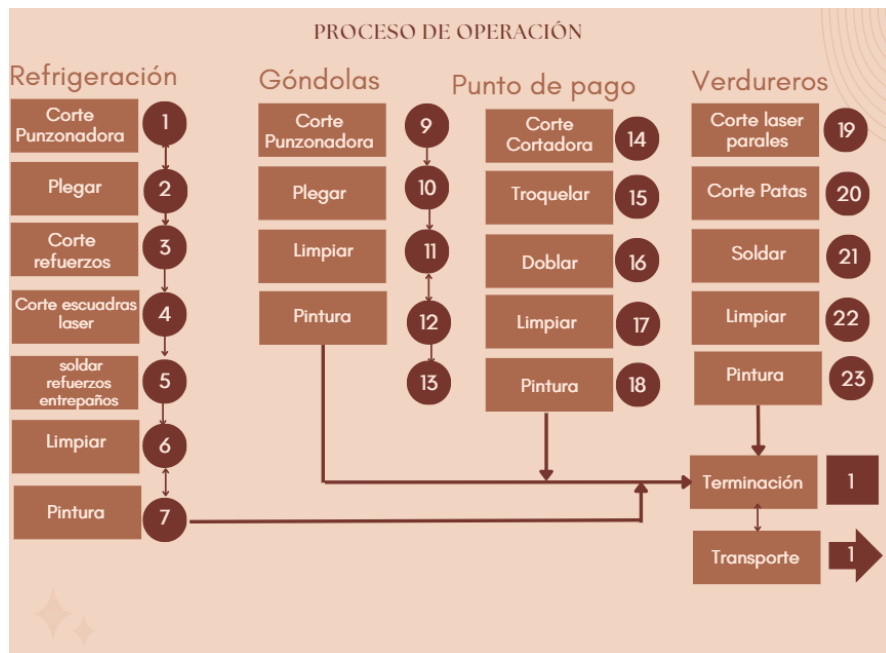 PROCESO DE OPERACIÓN
Refrigeración
Corte
Punzonadora
1
Plegar
2
Corte
refuerzos
3
Corte escuadras
laser
4
soldar
refuerzos
entrepaños
5
Limpiar
6
Pintura
7
Góndolas
Corte
Punzonadora
9
Plegar
10
Limpiar
11
Pintura
12
13
Punto de pago
Corte
Cortadora
14
Troquelar
15
Doblar
16
Limpiar
17
Pintura
18
Verdureros
Corte laser
parales
19
Corte Patas
20
Soldar
21
Limpiar
22
Pintura
23
Terminación
1
Transporte
1